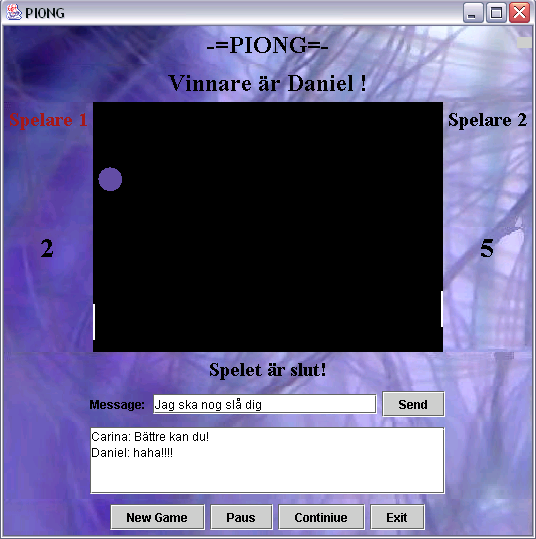 PIONG
-=PIONG=-
Vinnare är Daniel !
Spelare 1
Spelare 2
2
5
Spelet är slut!
Message: Jag ska nog slå dig Send
Carina: Bättre kan du!
Daniel: haha!!!!
New Game Paus Continiue Exit